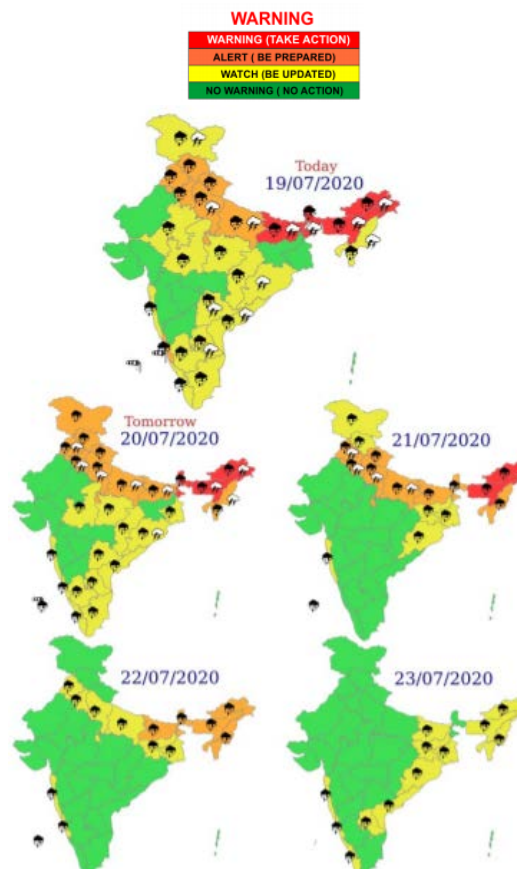 WARNING
WARNING (TAKE ACTION)
ALERT ( BE PREPARED)
WATCH (BE UPDATED)
NO WARNING ( NO ACTION)
Today
19/07/2020
Tomorrow
20/07/2020
21/07/2020
22/07/2020
23/07/2020